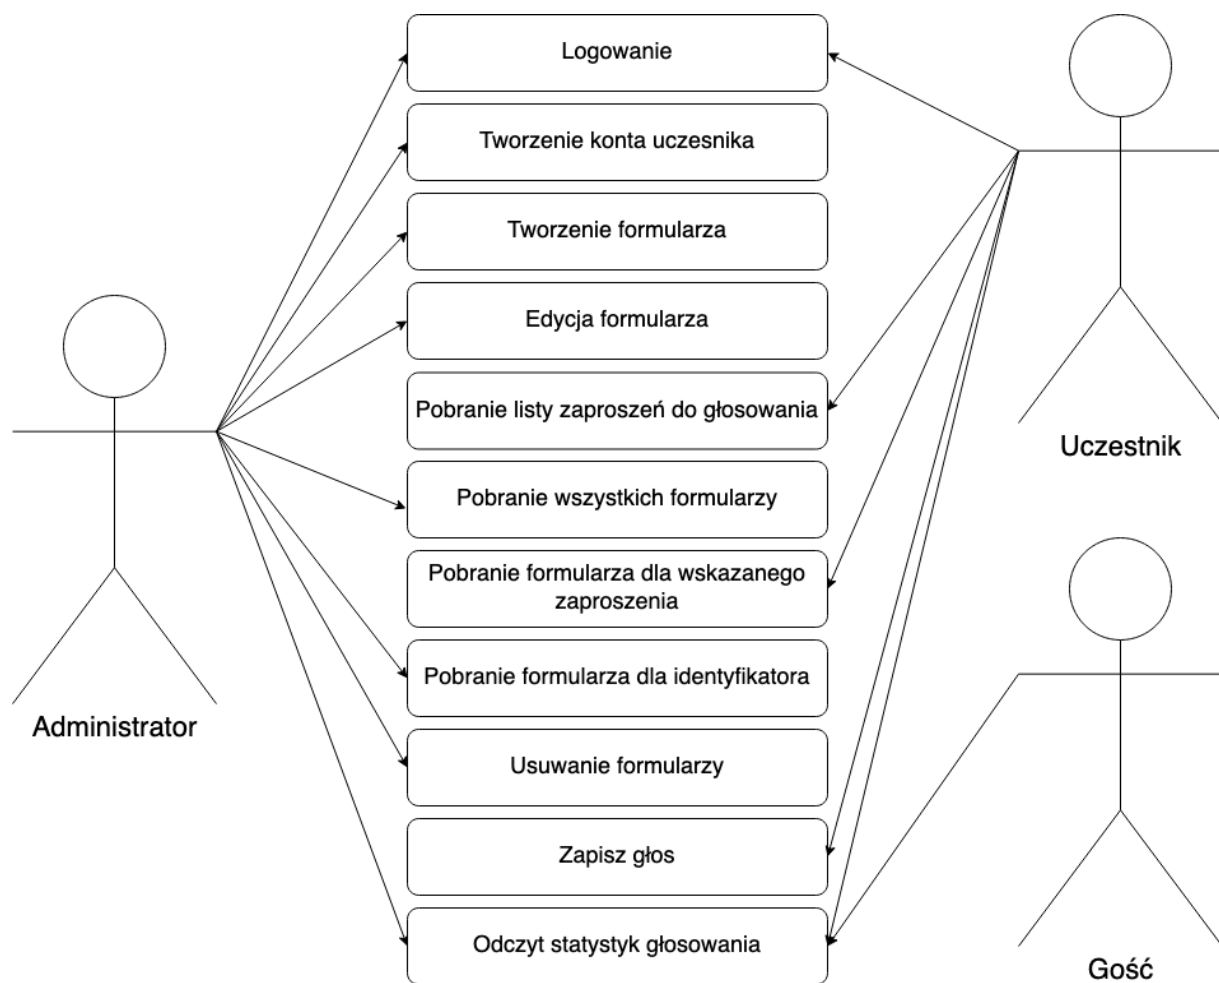 Logowanie
Tworzenie konta uczesnika
Tworzenie formularza
Edycja formularza
Pobranie listy zaproszeń do głosowania
Pobranie wszystkich formularzy
Pobranie formularza dla wskazanego
zaproszenia
Pobranie formularza dla identyfikatora
Usuwanie formularzy
Zapisz głos
Odczyt statystyk głosowania
Administrator
Uczestnik
Gość